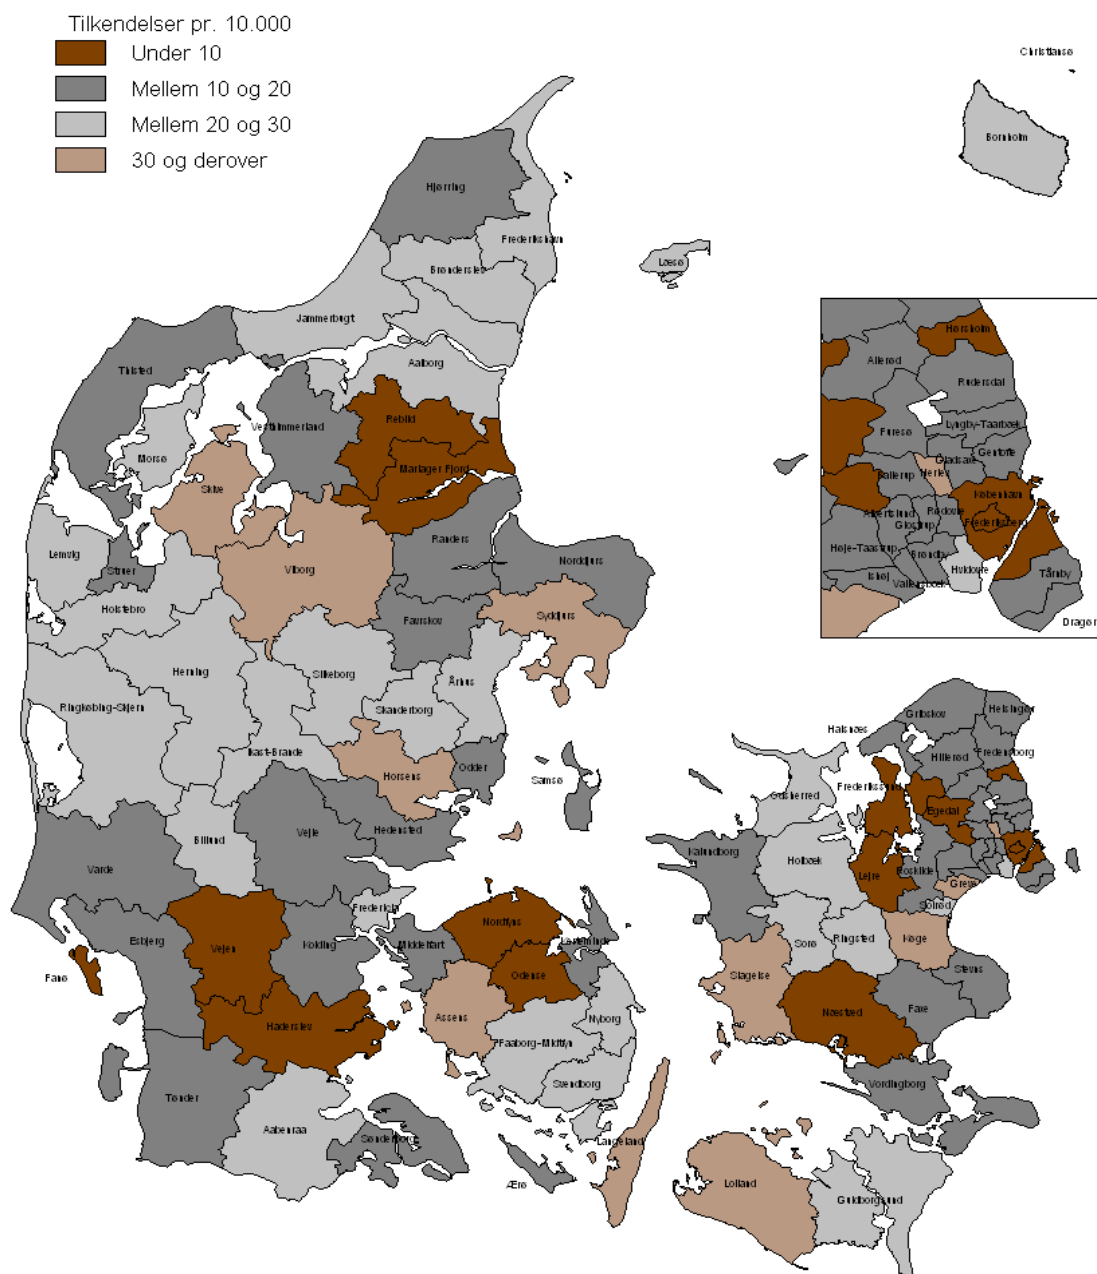 Tilkendelser pr. 10.000
Under 10
Mellem 10 og 20
Mellem 20 og 30
30 og derover
Christiansø
Bornholm
Hjørring
Frederikshavn
Brønderslev
Læsø
Jammerbugt
Aalborg
Thisted
Vesthimmerland
Rebild
Morsø
Mariager Fjord
Skive
Lemvig
Struer
Viborg
Randers
Norddjurs
Holstebro
Favrskov
Syddjurs
Herning
Silkeborg
Århus
Ringkøbing-Skjern
Skanderborg
Ikast-Brande
Horsens
Odder
Samsø
Hedensted
Vejle
Billund
Varde
Fredericia
Esbjerg
Vejen
Kolding
Middelfart
Nordfyns
Kerteminde
Odense
Fanø
Haderslev
Assens
Nyborg
Faaborg-Midtfyn
Svendborg
Tønder
Aabenraa
Sønderborg
Langeland
Ærø
Hørsholm
Allerød
Rudersdal
Furesø
Lyngby-Taarbæk
Gentofte
Gladsaxe
Ballerup
Herlev
København
Albertslund
Rødovre
Glostrup
Frederiksberg
Høje-Taastrup
Brøndby
Hvidovre
Ishøj
Vallensbæk
Tårnby
Dragør
Gribskov
Helsingør
Halsnæs
Hillerød
Fredensborg
Odsherred
Frederikssund
Egedal
Kalundborg
Holbæk
Lejre
Roskilde
Greve
Solrød
Sorø
Ringsted
Køge
Slagelse
Stevns
Næstved
Faxe
Vordingborg
Lolland
Guldborgsund